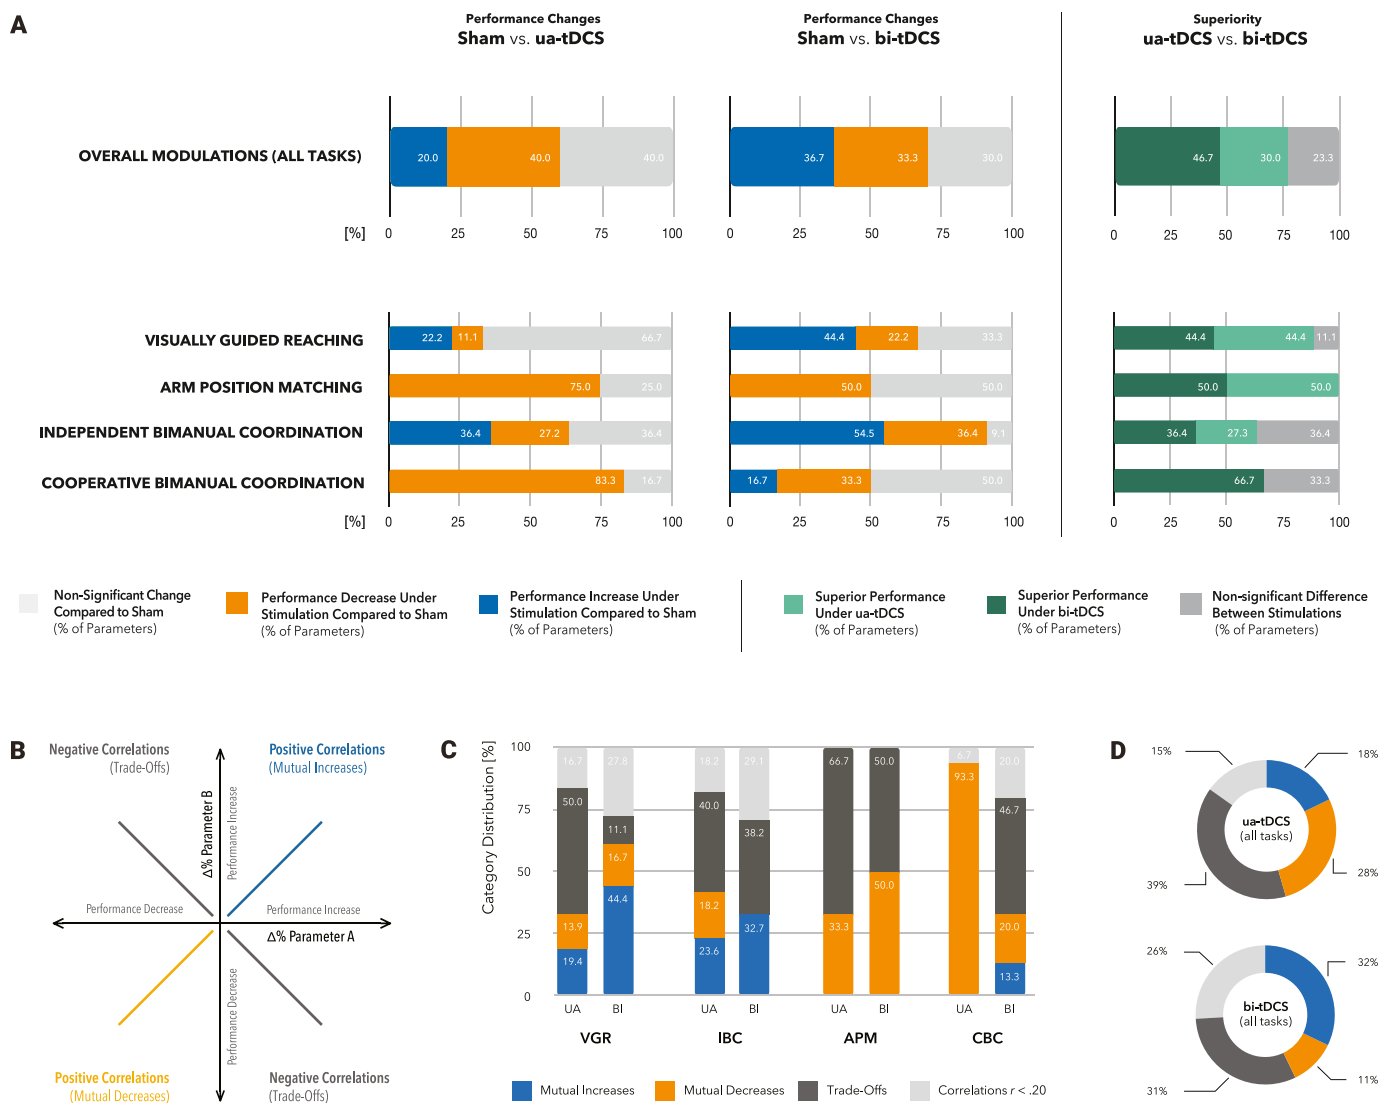 A
Performance Changes
Sham vs. ua-tDCS
Performance Changes
Sham vs. bi-tDCS
Superiority
ua-tDCS vs. bi-tDCS
OVERALL MODULATIONS (ALL TASKS)
20.0 40.0 40.0
36.7 33.3 30.0
46.7 30.0 23.3
[%]
0 25 75 100
0 25 50 75 100
0 25 50 75 100
VISUALLY GUIDED REACHING
22.2 11.1 66.7
44.4 22.2 33.3
44.4 44.4 11.1
ARM POSITION MATCHING
75.0 25.0
50.0 50.0
50.0 50.0
INDEPENDENT BIMANUAL COORDINATION
36.4 27.2 36.4
54.5 36.4 9.1
36.4 27.3 36.4
COOPERATIVE BIMANUAL COORDINATION
83.3 16.7
16.7 33.3 50.0
66.7 33.3
[%]
0 25 50 75 100
0 25 50 75 100
0 25 50 75 100
Non-Significant Change
Compared to Sham
(% of Parameters)
Performance Decrease Under
Stimulation Compared to Sham
(% of Parameters)
Performance Increase Under
Stimulation Compared to Sham
(% of Parameters)
Superior Performance
Under ua-tDCS
(% of Parameters)
Superior Performance
Under bi-tDCS
(% of Parameters)
Non-significant Difference
Between Stimulations
(% of Parameters)
B
Negative Correlations
(Trade-Offs)
Positive Correlations
(Mutual Increases)
Δ% Parameter B
Performance Increase
Performance Decrease
Performance Increase
Δ% Parameter A
Performance Decrease
Positive Correlations
(Mutual Decreases)
Negative Correlations
(Trade-Offs)
C
Category Distribution [%]
100
75
50
25
0
16.7
50.0
13.9
19.4
27.8
11.1
16.7
44.4
18.2
40.0
18.2
23.6
29.1
38.2
32.7
66.7
33.3
50.0
50.0
6.7
93.3
20.0
46.7
20.0
13.3
UA BI UA BI UA BI UA BI
VGR IBC APM CBC
Mutual Increases
Mutual Decreases
Trade-Offs
Correlations r < .20
D
15% 18%
ua-tDCS
(all tasks)
39% 28%
26% 32%
bi-tDCS
(all tasks)
31% 11%